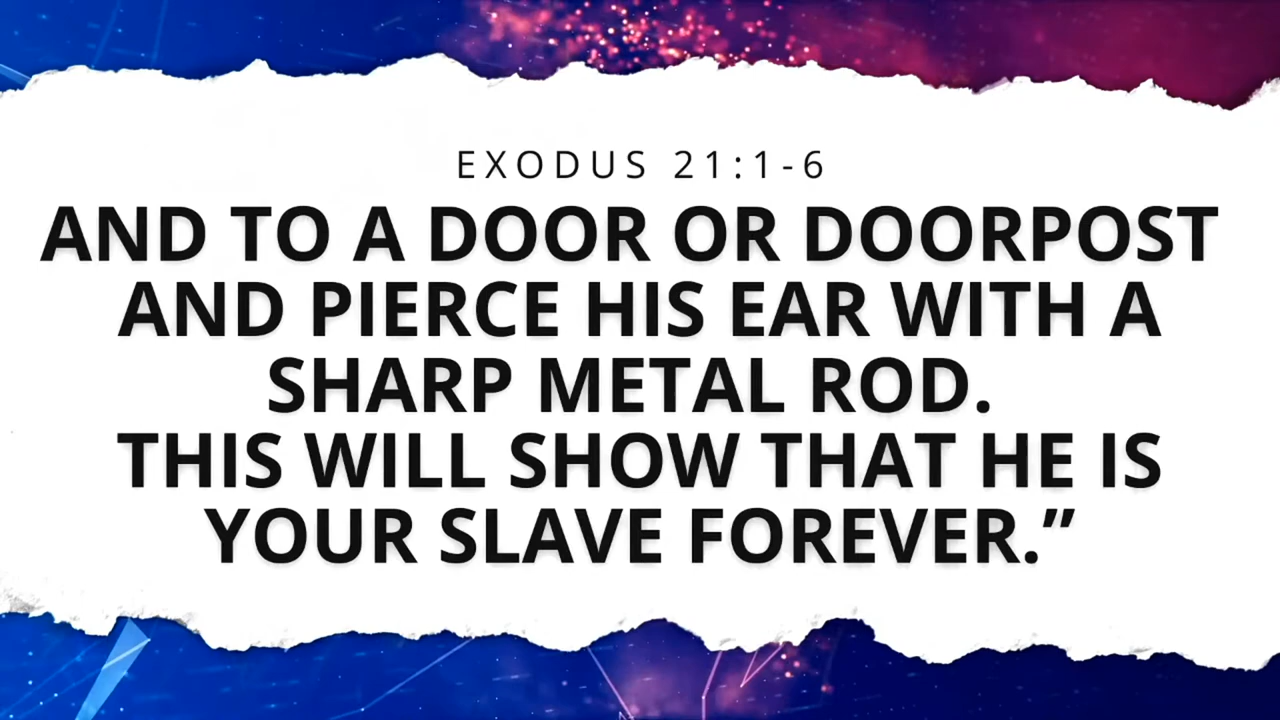 EXODUS 21:1-6
AND TO A DOOR OR DOORPOST
AND PIERCE HIS EAR WITH A
SHARP METAL ROD.
THIS WILL SHOW THAT HE IS
YOUR SLAVE FOREVER.”